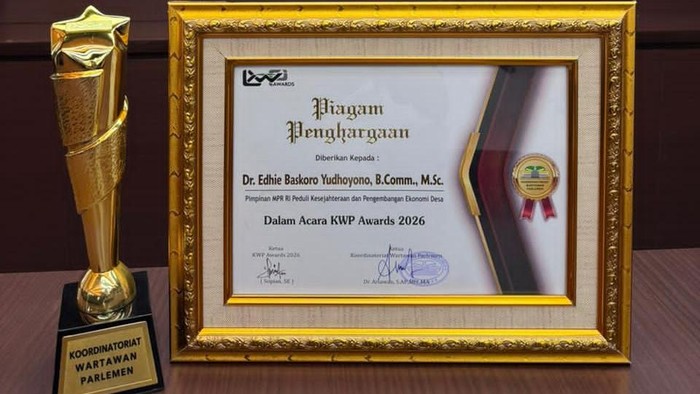 KWP AWARDS
Piagam
Penghargaan
Diberikan Kepada :
Dr. Edhie Baskoro Yudhoyono, B.Comm., M.Sc.
Pimpinan MPR RI Peduli Kesejahteraan dan Pengembangan Ekonomi Desa
Dalam Acara KWP Awards 2026
Ketua
KWP Awards 2026
Ketua
Koordinatoriat Wartawan Parlemen
KOORDINATORIAT
WARTAWAN
PARLEMEN